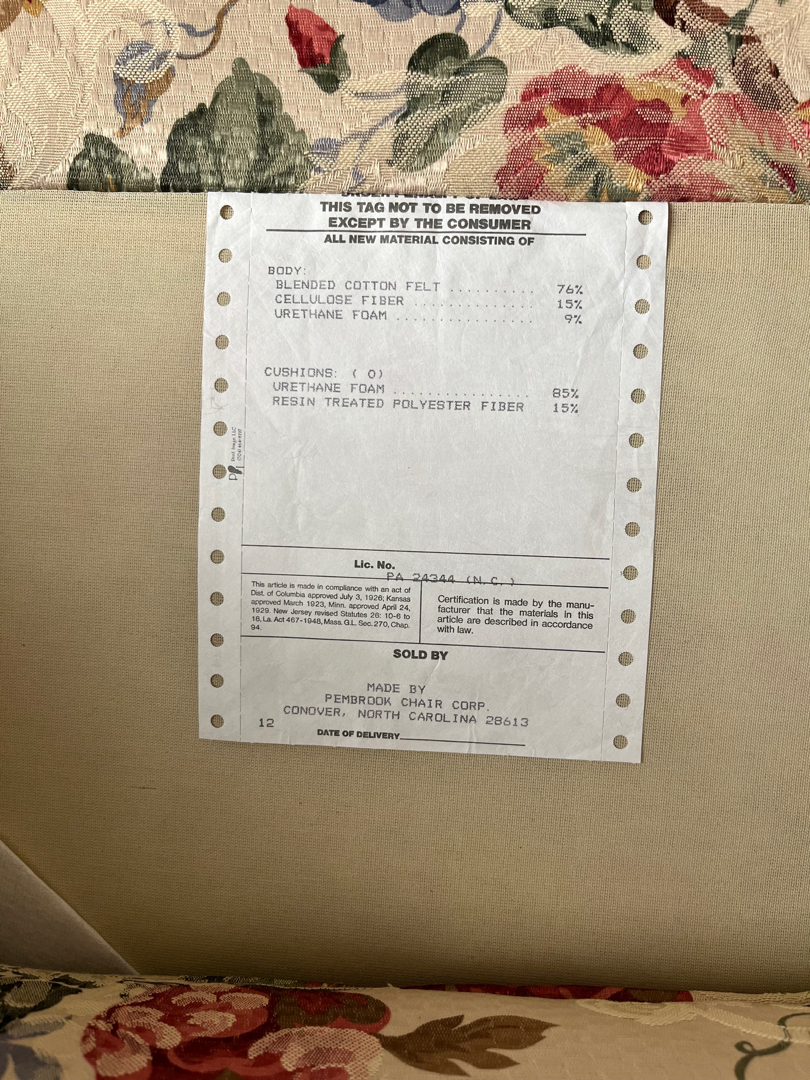 THIS TAG NOT TO BE REMOVED
EXCEPT BY THE CONSUMER
ALL NEW MATERIAL CONSISTING OF
BODY:
BLENDED COTTON FELT .......... 76%
CELLULOSE FIBER .............. 15%
URETHANE FOAM ................ 9%
CUSHIONS: ( 0)
URETHANE FOAM ................ 85%
RESIN TREATED POLYESTER FIBER 15%
Lic. No.
PA 24344 (N.C.)
This article is made in compliance with an act of
Dist. of Columbia approved July 3, 1926; Kansas
approved March 1923, Minn. approved April 24,
1929. New Jersey revised Statutes 26: 10-6 to
18, La. Act 467-1948, Mass. G.L. Sec. 270, Chap.
94.
Certification is made by the manu-
facturer that the materials in this
article are described in accordance
with law.
SOLD BY
MADE BY
PEMBROOK CHAIR CORP.
CONOVER, NORTH CAROLINA 28613
12
DATE OF DELIVERY